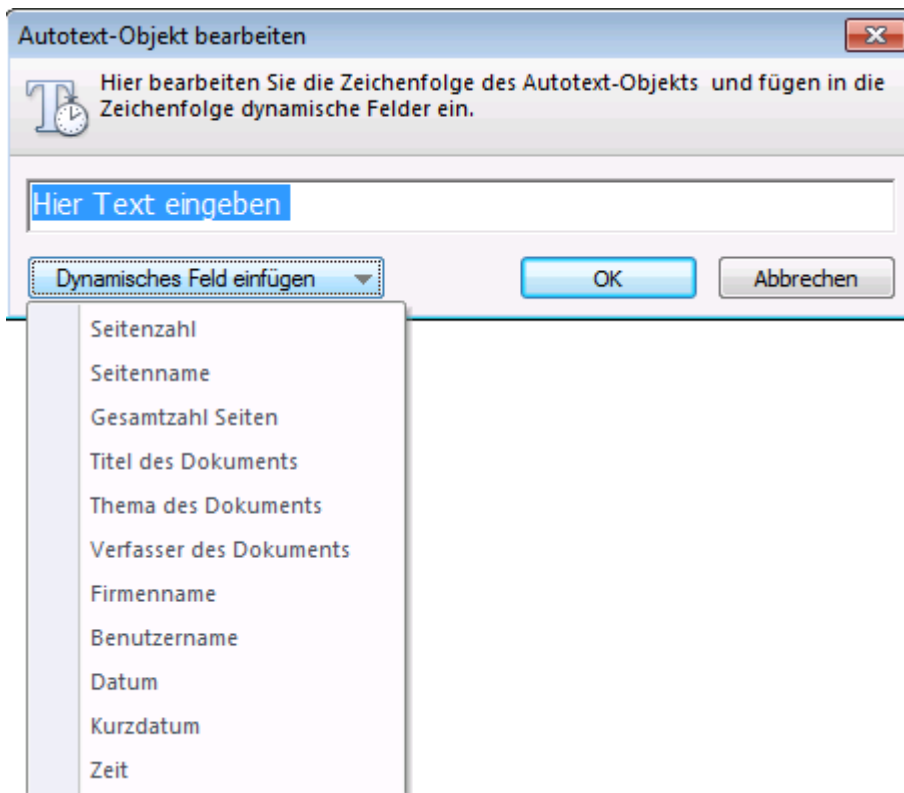 Autotext-Objekt bearbeiten
Hier bearbeiten Sie die Zeichenfolge des Autotext-Objekts und fügen in die
Zeichenfolge dynamische Felder ein.
Hier Text eingeben
Dynamisches Feld einfügen OK Abbrechen
Seitenzahl
Seitenname
Gesamtzahl Seiten
Titel des Dokuments
Thema des Dokuments
Verfasser des Dokuments
Firmenname
Benutzername
Datum
Kurzdatum
Zeit